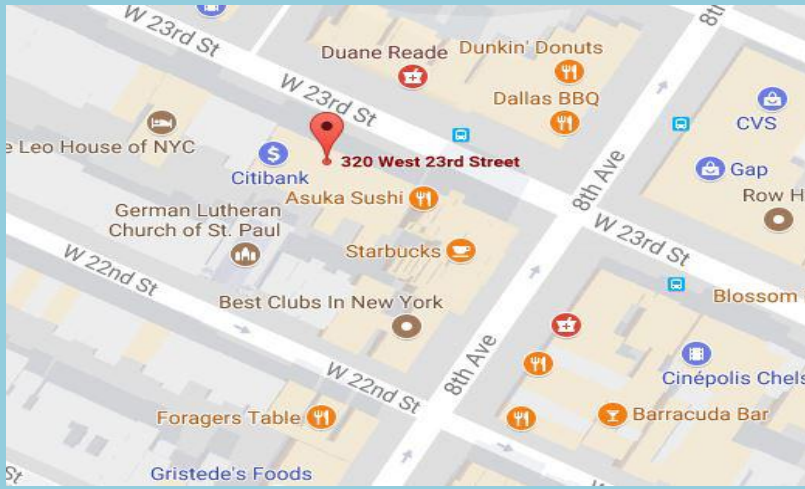 W 23rd St
8th
Duane Reade
Dunkin' Donuts
W 23rd St
Dallas BBQ
CVS
e Leo House of NYC
320 West 23rd Street
8th Ave
Gap
Citibank
Asuka Sushi
Row H
German Lutheran
Church of St. Paul
W 23rd St
Starbucks
W 22nd St
Blossom
Best Clubs In New York
8th Ave
W 22nd St
Cinépolis Chels
Foragers Table
Barracuda Bar
St
Gristede's Foods